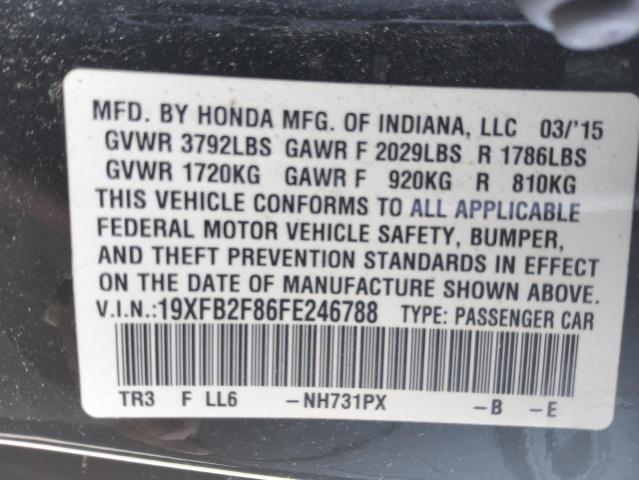 MFD. BY HONDA MFG. OF INDIANA, LLC 03/'15
GVWR 3792LBS GAWR F 2029LBS R 1786LBS
GVWR 1720KG GAWR F 920KG R 810KG
THIS VEHICLE CONFORMS TO ALL APPLICABLE
FEDERAL MOTOR VEHICLE SAFETY, BUMPER,
AND THEFT PREVENTION STANDARDS IN EFFECT
ON THE DATE OF MANUFACTURE SHOWN ABOVE.
V.I.N.:19XFB2F86FE246788 TYPE: PASSENGER CAR
TR3 F LL6 -NH731PX -B -E